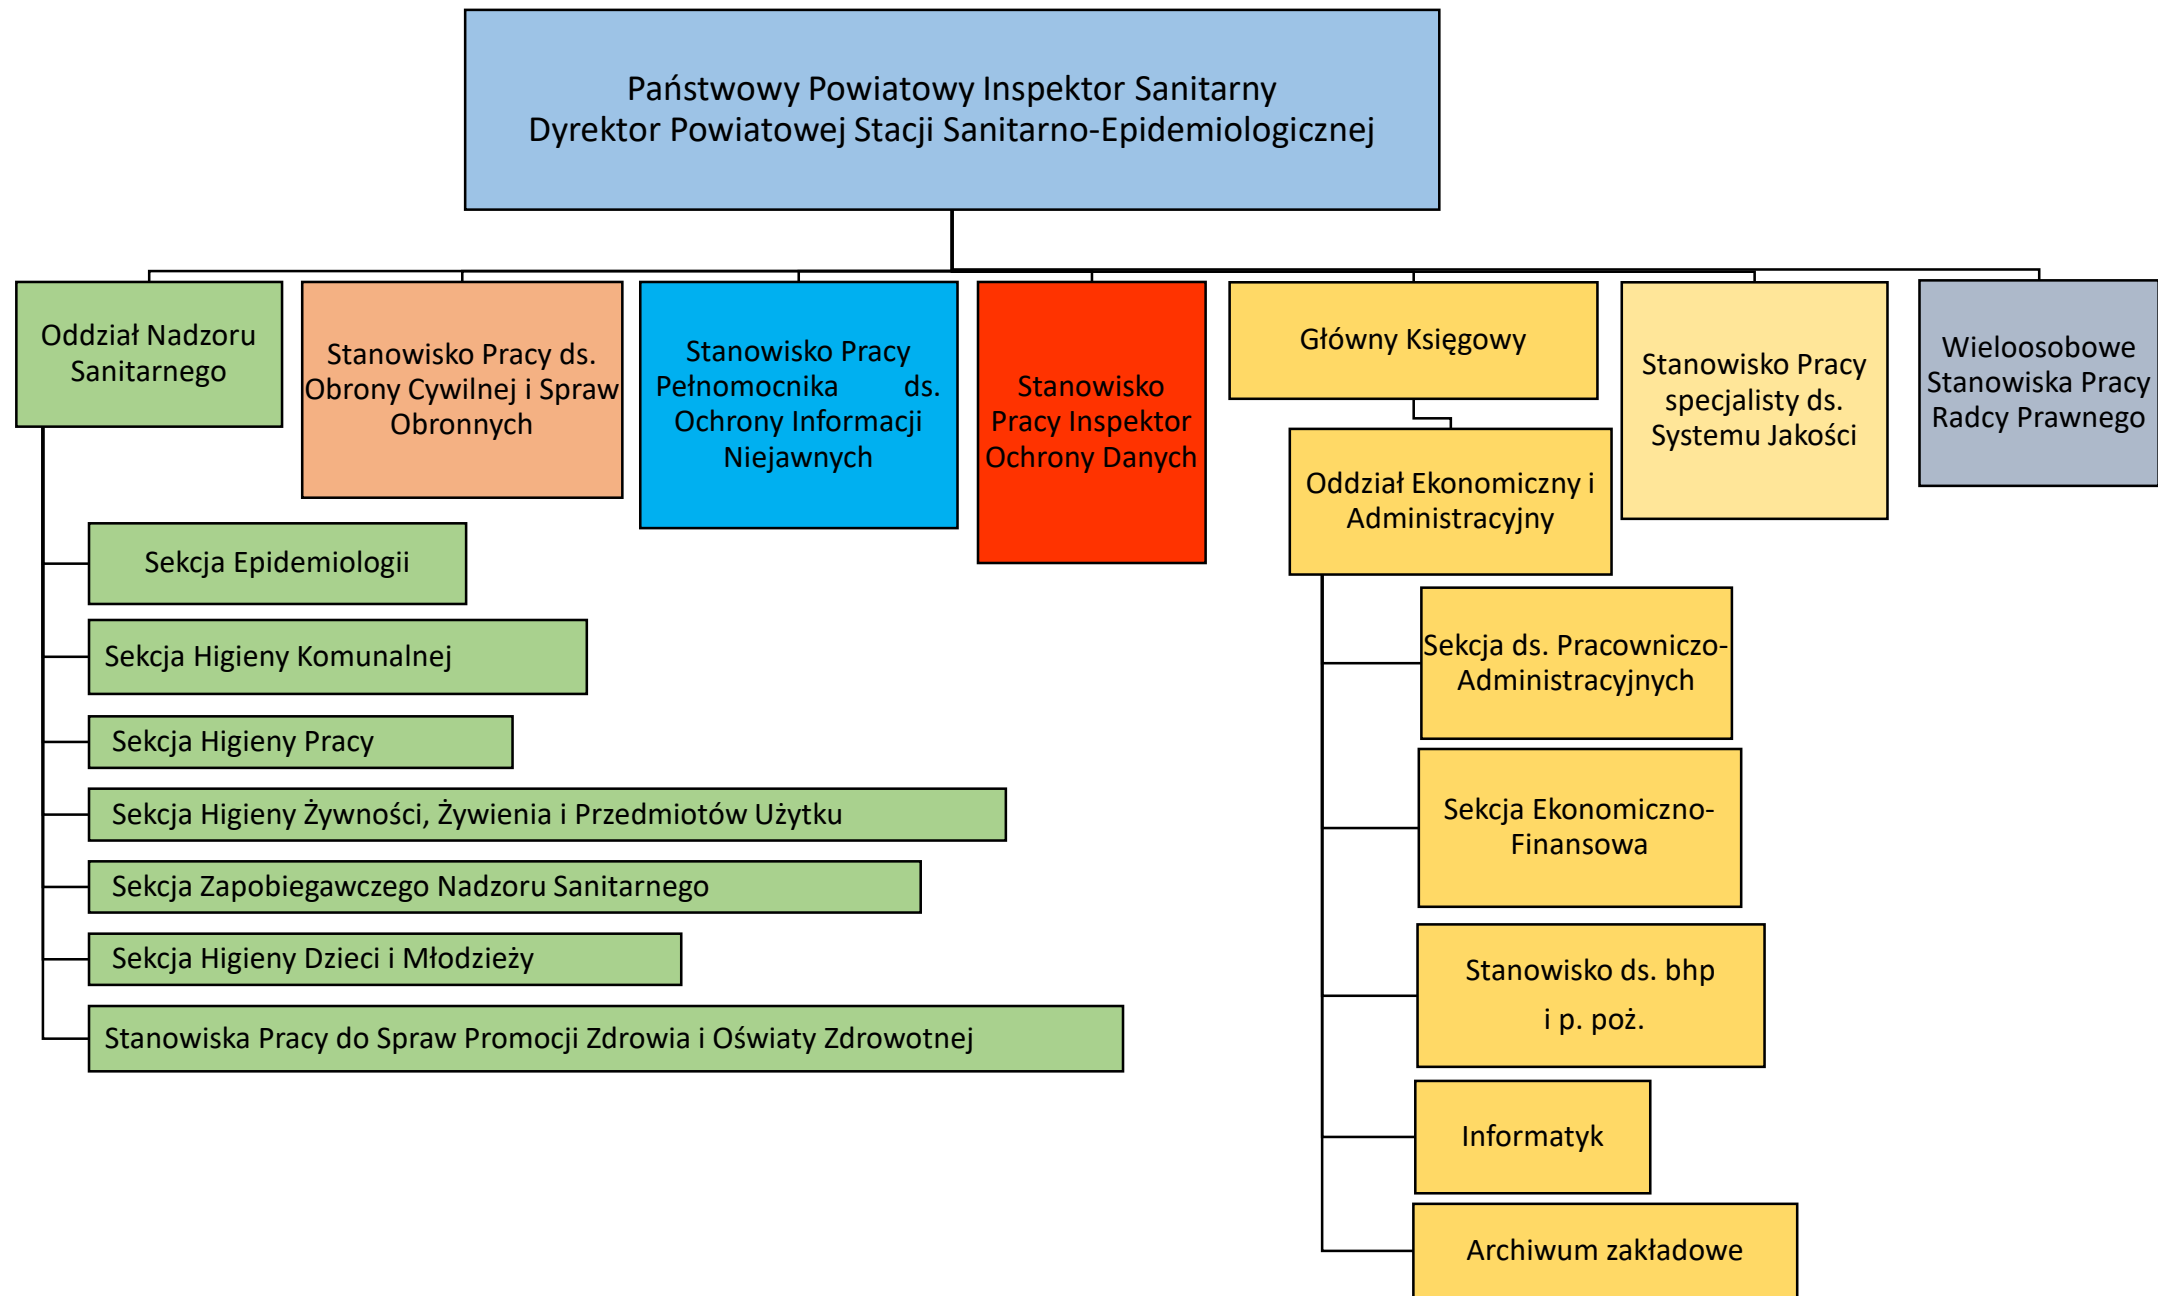 Państwowy Powiatowy Inspektor Sanitarny
Dyrektor Powiatowej Stacji Sanitarno-Epidemiologicznej
Oddział Nadzoru
Sanitarnego
Stanowisko Pracy ds.
Obrony Cywilnej i Spraw
Obronnych
Stanowisko Pracy
Pełnomocnika ds.
Ochrony Informacji
Niejawnych
Stanowisko
Pracy Inspektor
Ochrony Danych
Główny Księgowy
Stanowisko Pracy
specjalisty ds.
Systemu Jakości
Wieloosobowe
Stanowiska Pracy
Radcy Prawnego
Oddział Ekonomiczny i
Administracyjny
Sekcja Epidemiologii
Sekcja Higieny Komunalnej
Sekcja Higieny Pracy
Sekcja Higieny Żywności, Żywienia i Przedmiotów Użytku
Sekcja Zapobiegawczego Nadzoru Sanitarnego
Sekcja Higieny Dzieci i Młodzieży
Stanowiska Pracy do Spraw Promocji Zdrowia i Oświaty Zdrowotnej
Sekcja ds. Pracowniczo-
Administracyjnych
Sekcja Ekonomiczno-
Finansowa
Stanowisko ds. bhp
i p. poż.
Informatyk
Archiwum zakładowe